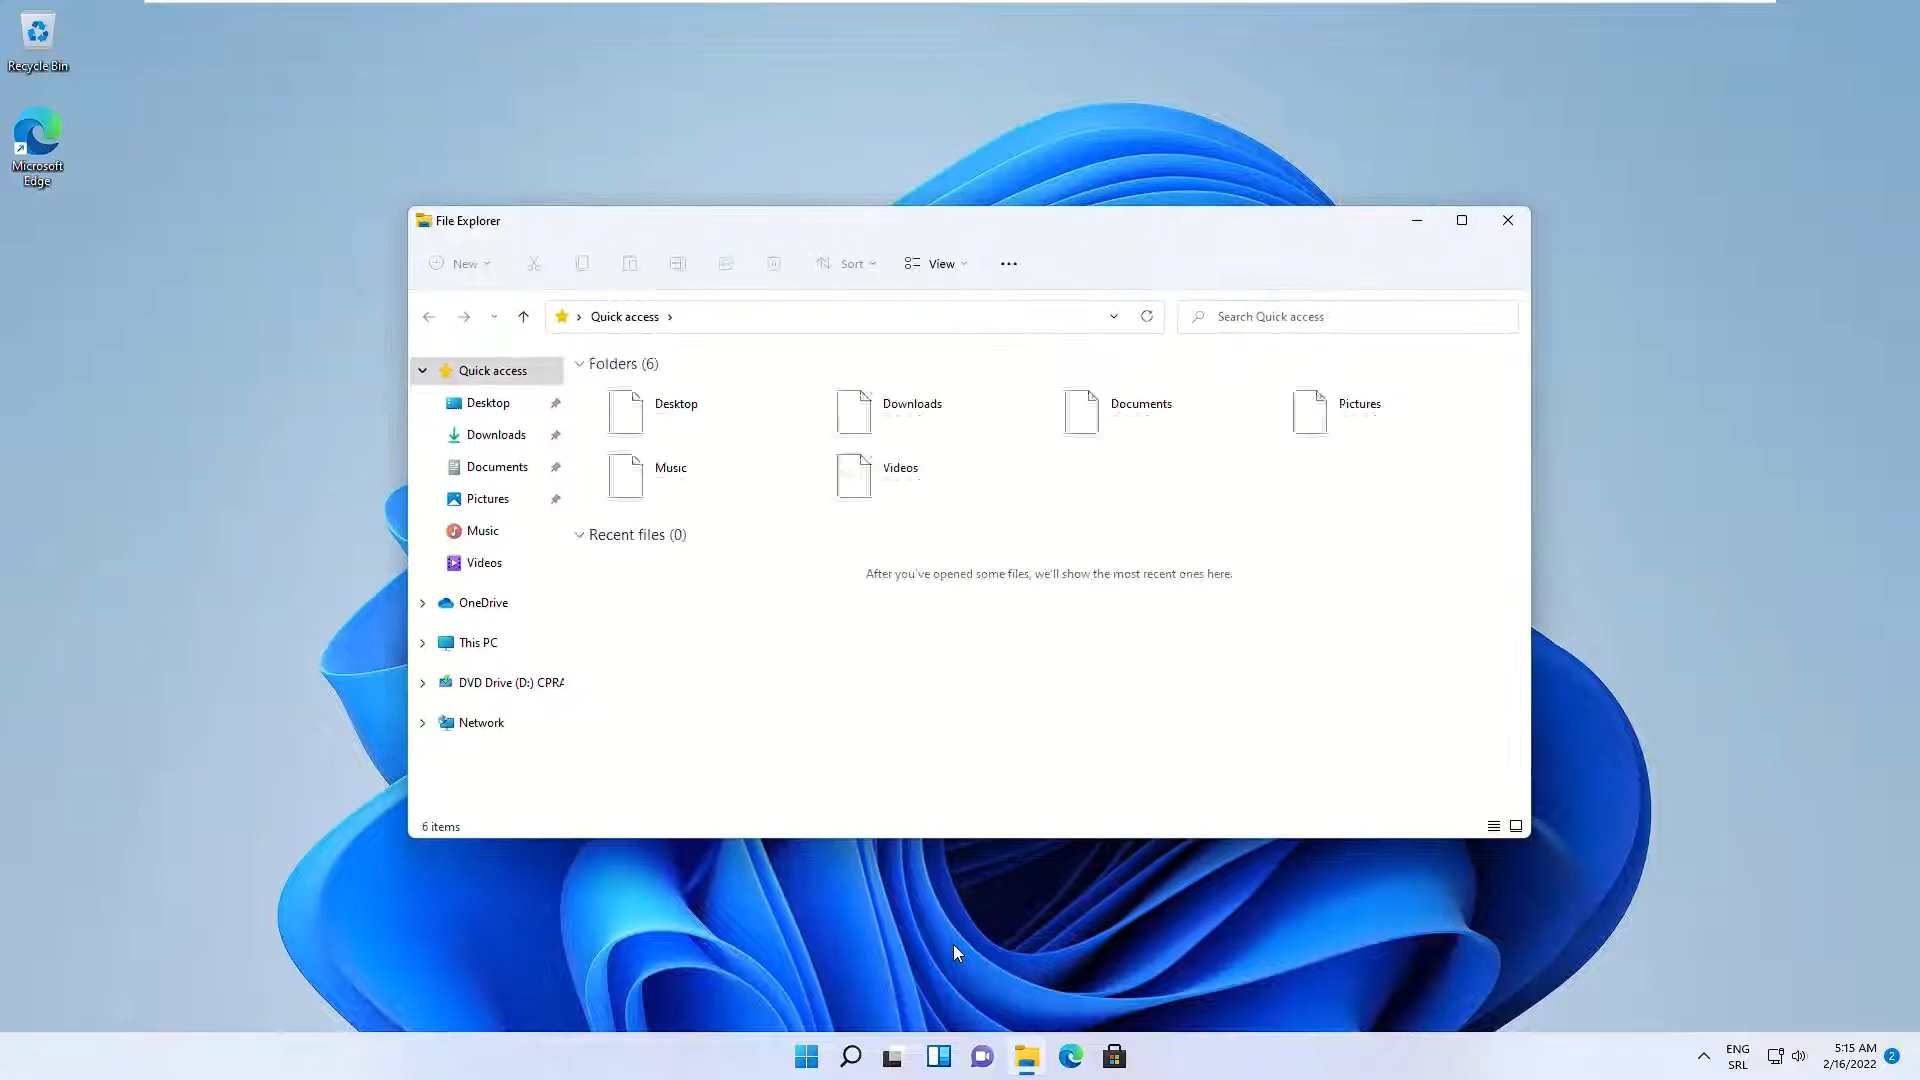 Recycle Bin
Microsoft
Edge
File Explorer
New
Sort
View
Quick access
Search Quick access
Quick access
Desktop
Downloads
Documents
Pictures
Music
Videos
OneDrive
This PC
DVD Drive (D:) CPRA
Network
Folders (6)
Desktop
Downloads
Documents
Pictures
Music
Videos
Recent files (0)
After you've opened some files, we'll show the most recent ones here.
6 items
ENG
SRL
5:15 AM
2/16/2022
2